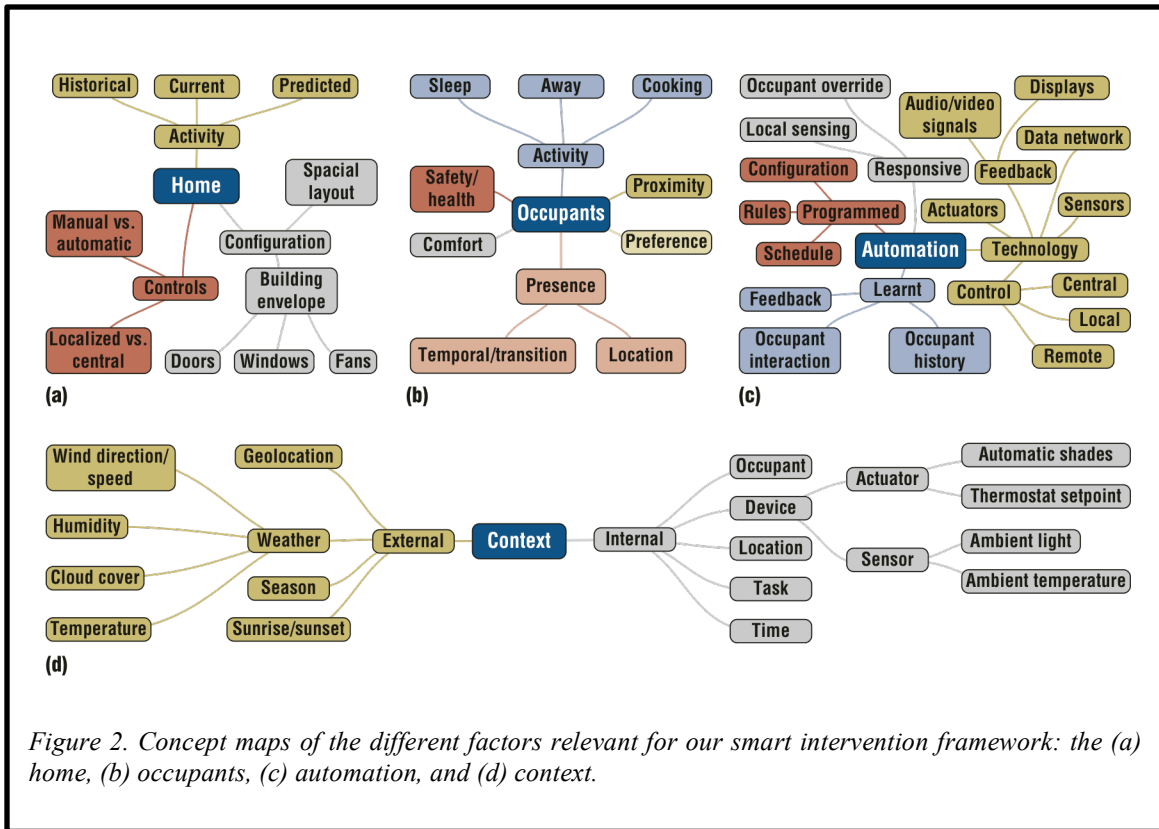 Historical
Current
Predicted
Activity
Home
Spacial
layout
Manual vs.
automatic
Configuration
Controls
Building
envelope
Localized vs.
central
Doors
Windows
Fans
(a)
Sleep
Away
Cooking
Activity
Safety/
health
Proximity
Occupants
Comfort
Preference
Presence
Temporal/transition
Location
(b)
Occupant override
Displays
Audio/video
signals
Local sensing
Data network
Configuration
Responsive
Feedback
Rules
Programmed
Actuators
Sensors
Schedule
Automation
Technology
Feedback
Learnt
Control
Central
Local
Occupant
interaction
Occupant
history
Remote
(c)
Wind direction/
speed
Geolocation
Humidity
Weather
External
Context
Internal
Cloud cover
Season
Temperature
Sunrise/sunset
Occupant
Device
Location
Task
Time
Actuator
Sensor
Automatic shades
Thermostat setpoint
Ambient light
Ambient temperature
(d)
Figure 2. Concept maps of the different factors relevant for our smart intervention framework: the (a)
home, (b) occupants, (c) automation, and (d) context.